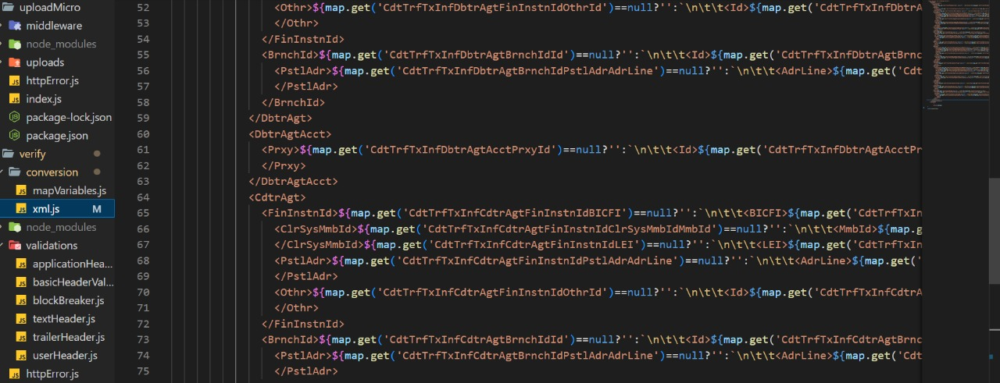 uploadMicro
middleware
node_modules
uploads
httpError.js
index.js
package-lock.json
package.json
verify
conversion
mapVariables.js
xml.js M
node_modules
validations
applicationHea...
basicHeaderVal...
blockBreaker.js
textHeader.js
trailerHeader.js
userHeader.js
httpError.js
52 <Othr>${map.get('CdtTrfTxInfDbtrAgtFinInstnIdOthrId')==null?'':`\n\t\t<Id>${map.get('CdtTrfTxInfDbtrA
53 </Othr>
54 </FinInstnId>
55 <BrnchId>${map.get('CdtTrfTxInfDbtrAgtBrnchIdId')==null?'':`\n\t\t<Id>${map.get('CdtTrfTxInfDbtrAgtBrnc
56 <PstlAdr>${map.get('CdtTrfTxInfDbtrAgtBrnchIdPstlAdrAdrLine')==null?'':`\n\t\t<AdrLine>${map.get('Cdt
57 </PstlAdr>
58 </BrnchId>
59 </DbtrAgt>
60 <DbtrAgtAcct>
61 <Prxy>${map.get('CdtTrfTxInfDbtrAgtAcctPrxyId')==null?'':`\n\t\t<Id>${map.get('CdtTrfTxInfDbtrAgtAcctPr
62 </Prxy>
63 </DbtrAgtAcct>
64 <CdtrAgt>
65 <FinInstnId>${map.get('CdtTrfTxInfCdtrAgtFinInstnIdBICFI')==null?'':`\n\t\t<BICFI>${map.get('CdtTrfTxIn
66 <ClrSysMmbId>${map.get('CdtTrfTxInfCdtrAgtFinInstnIdClrSysMmbIdMmbId')==null?'':`\n\t\t<MmbId>${map.g
67 </ClrSysMmbId>${map.get('CdtTrfTxInfCdtrAgtFinInstnIdLEI')==null?'':`\n\t\t<LEI>${map.get('CdtTrfTxIn
68 <PstlAdr>${map.get('CdtTrfTxInfCdtrAgtFinInstnIdPstlAdrAdrLine')==null?'':`\n\t\t<AdrLine>${map.get('
69 </PstlAdr>
70 <Othr>${map.get('CdtTrfTxInfCdtrAgtFinInstnIdOthrId')==null?'':`\n\t\t<Id>${map.get('CdtTrfTxInfCdtrA
71 </Othr>
72 </FinInstnId>
73 <BrnchId>${map.get('CdtTrfTxInfCdtrAgtBrnchIdId')==null?'':`\n\t\t<Id>${map.get('CdtTrfTxInfCdtrAgtBrnc
74 <PstlAdr>${map.get('CdtTrfTxInfCdtrAgtBrnchIdPstlAdrAdrLine')==null?'':`\n\t\t<AdrLine>${map.get('Cdt
75 </PstlAdr>